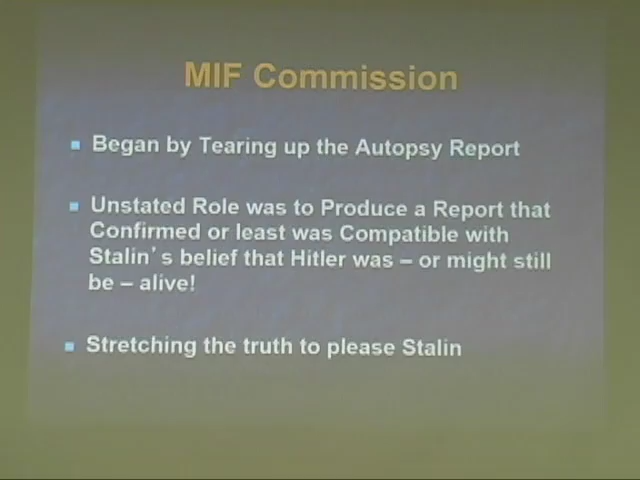 MIF Commission
Began by Tearing up the Autopsy Report
Unstated Role was to Produce a Report that
Confirmed or least was Compatible with
Stalin's belief that Hitler was – or might still
be – alive!
Stretching the truth to please Stalin